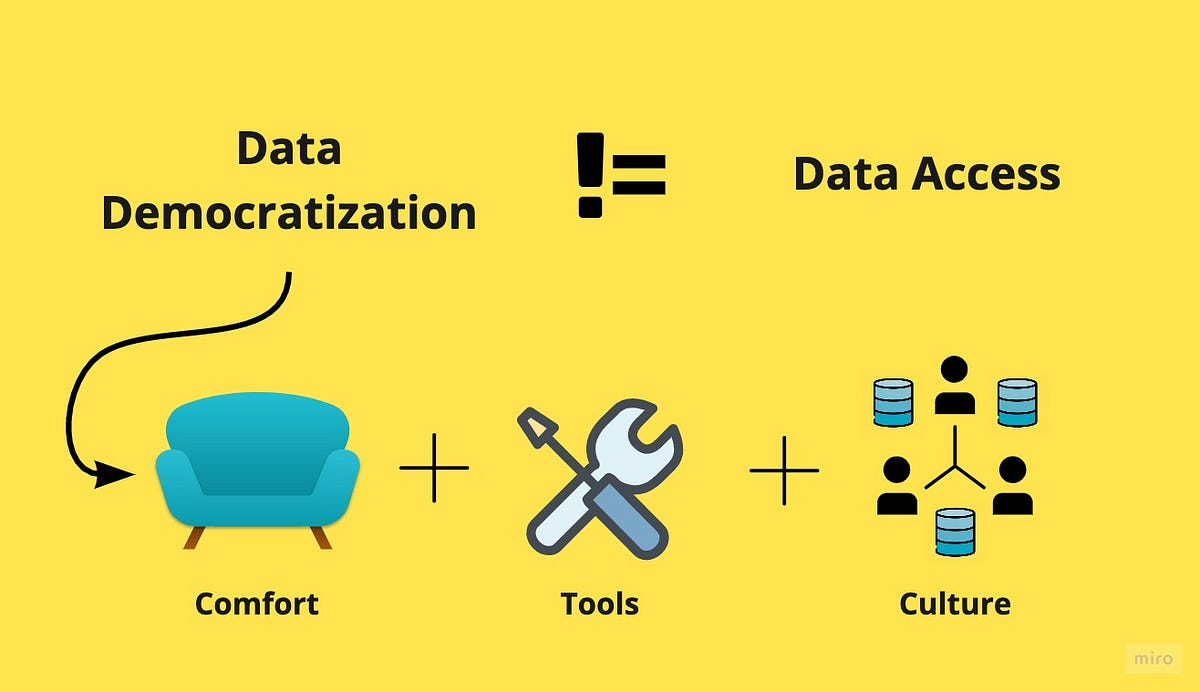 Data
Democratization
!=
Data Access
Comfort
Tools
Culture
miro